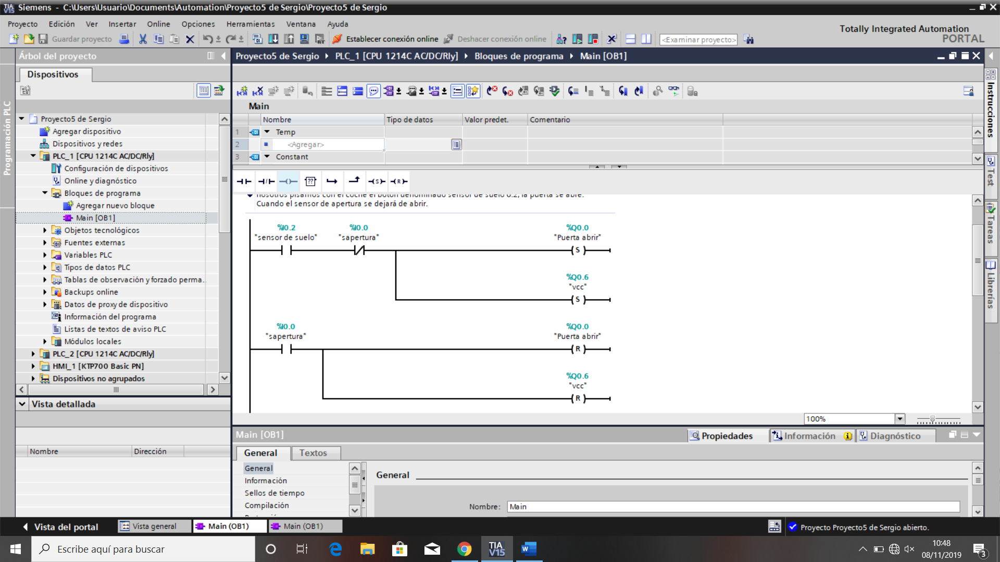 TIA V15 Siemens - C:\Users\Usuario\Documents\Automation\Proyecto5 de Sergio\Proyecto5 de Sergio
Proyecto Edición Ver Insertar Online Opciones Herramientas Ventana Ayuda
Totally Integrated Automation
PORTAL
Guardar proyecto Establecer conexión online Deshacer conexión online <Examinar proyecto>
Árbol del proyecto
Proyecto5 de Sergio PLC_1 [CPU 1214C AC/DC/Rly] Bloques de programa Main [OB1]
Dispositivos
Programación PLC
Proyecto5 de Sergio
Agregar dispositivo
Dispositivos y redes
PLC_1 [CPU 1214C AC/DC/Rly]
Configuración de dispositivos
Online y diagnóstico
Bloques de programa
Agregar nuevo bloque
Main [OB1]
Objetos tecnológicos
Fuentes externas
Variables PLC
Tipos de datos PLC
Tablas de observación y forzado perma..
Backups online
Datos de proxy de dispositivo
Información del programa
Listas de textos de aviso PLC
Módulos locales
PLC_2 [CPU 1214C AC/DC/Rly]
HMI_1 [KTP700 Basic PN]
Dispositivos no agrupados
Vista detallada
Nombre Dirección
Main
Nombre Tipo de datos Valor predet. Comentario
1 Temp
2 <Agregar>
3 Constant
nosotros pisamos con el coche el botón denominado sensor de suelo 0.2, la puerta se abre.
Cuando el sensor de apertura se dejará de abrir.
%I0.2 %I0.0 %Q0.0
"sensor de suelo" "sapertura" "Puerta abrir"
S
%Q0.6
"vcc"
S
%I0.0 %Q0.0
"sapertura" "Puerta abrir"
R
%Q0.6
"vcc"
R
100%
Main [OB1] Propiedades Información Diagnóstico
General Textos
General
Información
Sellos de tiempo
Compilación
General
Nombre: Main
Instrucciones
Test
Tareas
Librerías
Vista del portal Vista general Main (OB1) Main (OB1) Proyecto Proyecto5 de Sergio abierto.
Escribe aquí para buscar
TIA V15
10:48
08/11/2019
3